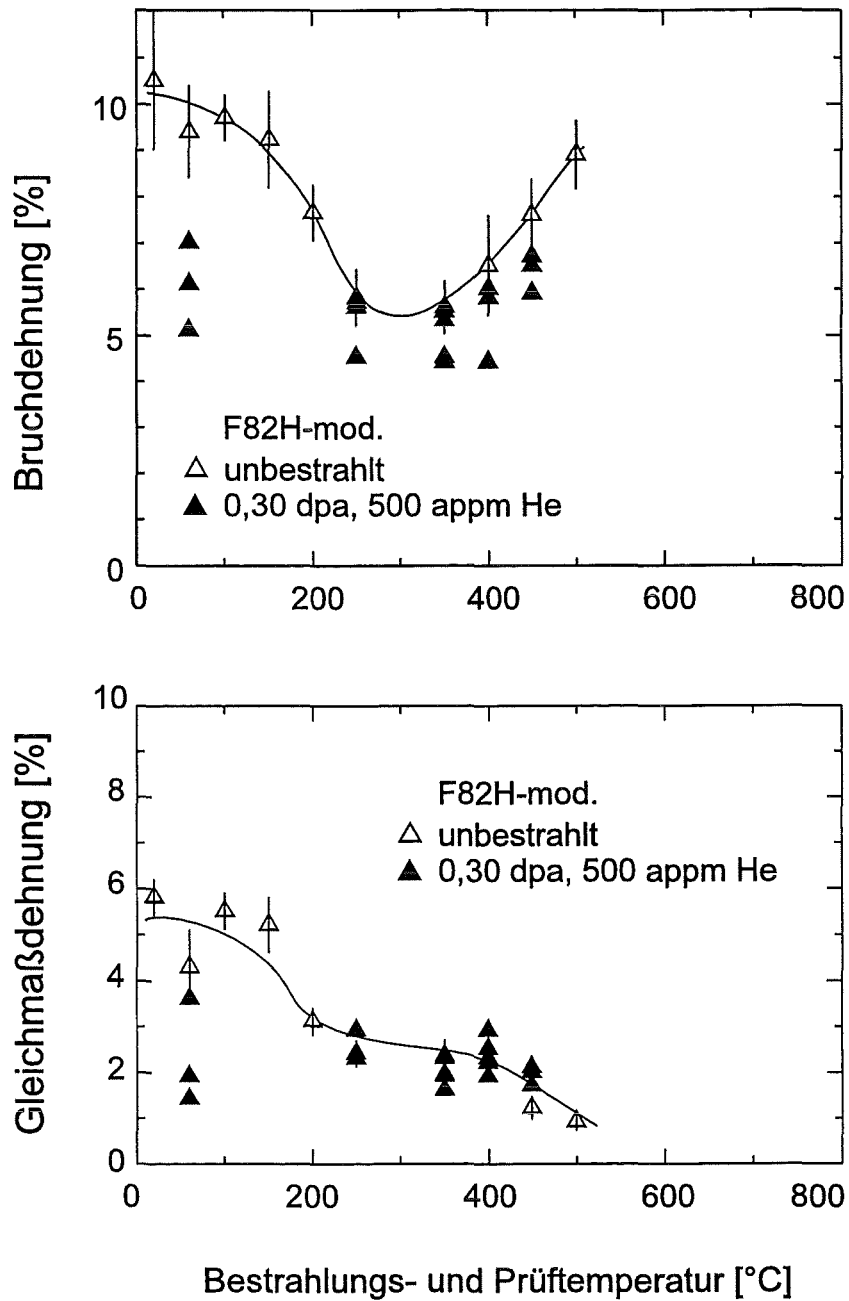 Bruchdehnung [%]
10
5
0
F82H-mod.
△ unbestrahlt
▲ 0,30 dpa, 500 appm He
0 200 400 600 800
Gleichmaßdehnung [%]
10
8
6
4
2
0
F82H-mod.
△ unbestrahlt
▲ 0,30 dpa, 500 appm He
0 200 400 600 800
Bestrahlungs- und Prüftemperatur [°C]